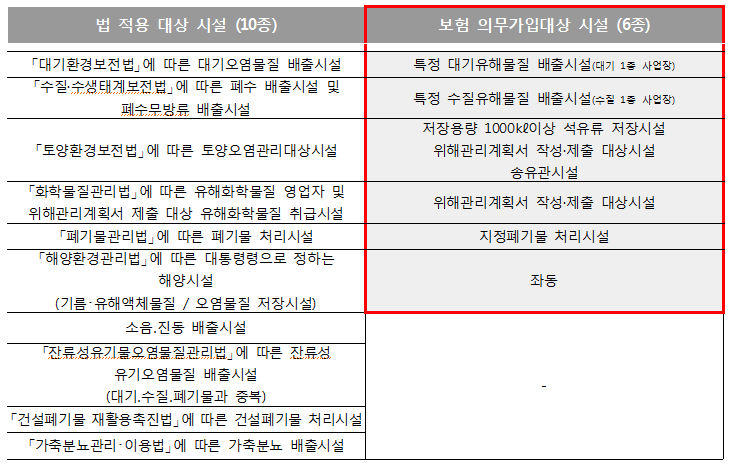 법 적용 대상 시설 (10종)
보험 의무가입대상 시설 (6종)
「대기환경보전법」에 따른 대기오염물질 배출시설
특정 대기유해물질 배출시설(대기 1종 사업장)
「수질·수생태계보전법」에 따른 폐수 배출시설 및
폐수무방류 배출시설
특정 수질유해물질 배출시설(수질 1종 사업장)
「토양환경보전법」에 따른 토양오염관리대상시설
저장용량 1000㎘이상 석유류 저장시설
위해관리계획서 작성·제출 대상시설
송유관시설
「화학물질관리법」에 따른 유해화학물질 영업자 및
위해관리계획서 제출 대상 유해화학물질 취급시설
위해관리계획서 작성·제출 대상시설
「폐기물관리법」에 따른 폐기물 처리시설
지정폐기물 처리시설
「해양환경관리법」에 따른 대통령령으로 정하는
해양시설
(기름·유해액체물질 / 오염물질 저장시설)
좌동
소음.진동 배출시설
「잔류성유기물오염물질관리법」에 따른 잔류성
유기오염물질 배출시설
(대기.수질.폐기물과 중복)
-
「건설폐기물 재활용촉진법」에 따른 건설폐기물 처리시설
「가축분뇨관리·이용법」에 따른 가축분뇨 배출시설